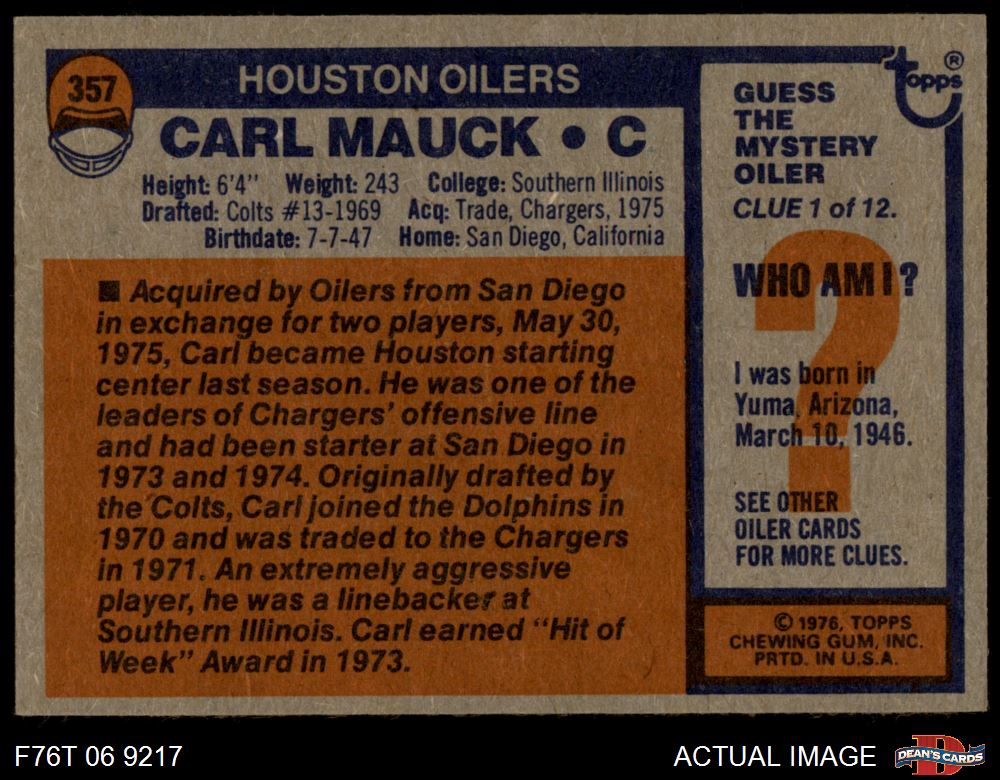 357
HOUSTON OILERS
CARL MAUCK • C
Height: 6'4" Weight: 243 College: Southern Illinois
Drafted: Colts #13-1969 Acq: Trade, Chargers, 1975
Birthdate: 7-7-47 Home: San Diego, California
■ Acquired by Oilers from San Diego
in exchange for two players, May 30,
1975, Carl became Houston starting
center last season. He was one of the
leaders of Chargers' offensive line
and had been starter at San Diego in
1973 and 1974. Originally drafted by
the Colts, Carl joined the Dolphins in
1970 and was traded to the Chargers
in 1971. An extremely aggressive
player, he was a linebacker at
Southern Illinois. Carl earned "Hit of
Week" Award in 1973.
Topps ®
GUESS
THE
MYSTERY
OILER
CLUE 1 of 12.
WHO AM I?
?
I was born in
Yuma, Arizona,
March 10, 1946.
SEE OTHER
OILER CARDS
FOR MORE CLUES.
© 1976, TOPPS
CHEWING GUM, INC.
PRTD. IN U.S.A.
F76T 06 9217
ACTUAL IMAGE
D
DEAN'S CARDS